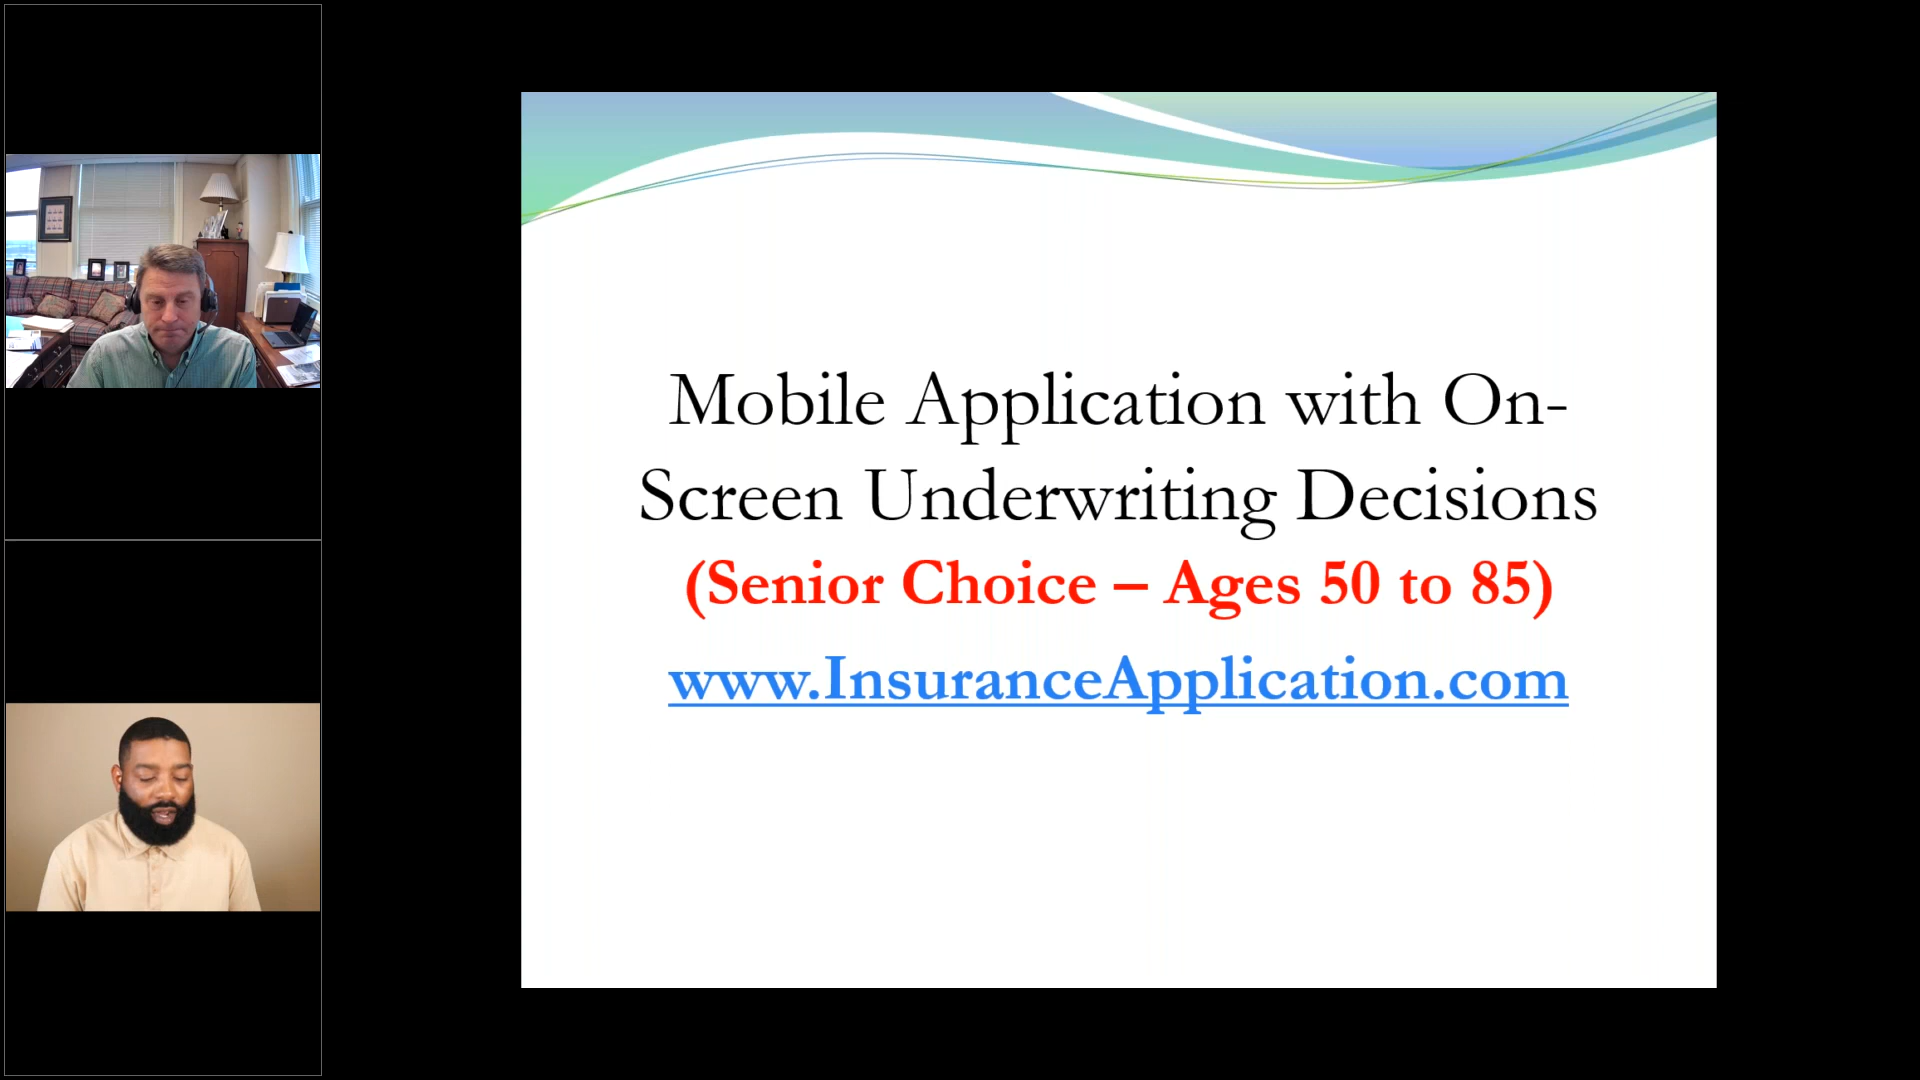 Mobile Application with On-
Screen Underwriting Decisions
(Senior Choice – Ages 50 to 85)
www.InsuranceApplication.com